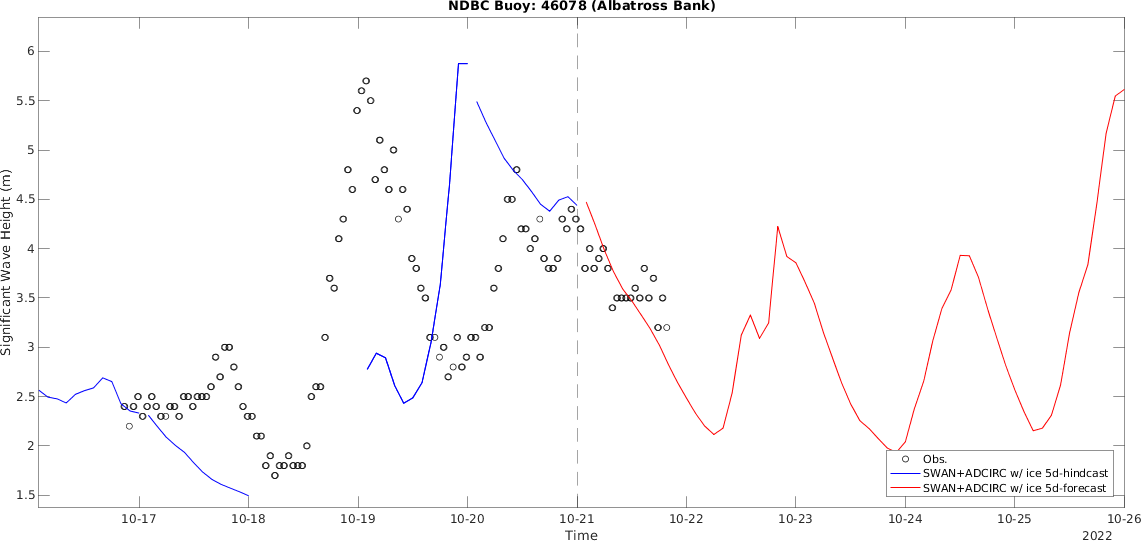 NDBC Buoy: 46078 (Albatross Bank)
Significant Wave Height (m)
6
5.5
5
4.5
4
3.5
3
2.5
2
1.5
Obs.
SWAN+ADCIRC w/ ice 5d-hindcast
SWAN+ADCIRC w/ ice 5d-forecast
10-17 10-18 10-19 10-20 10-21 10-22 10-23 10-24 10-25 10-26
Time
2022